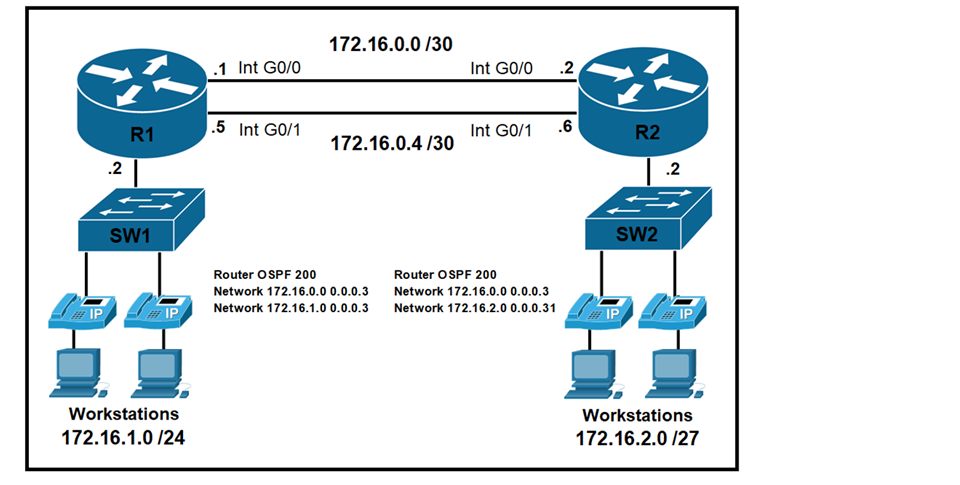 172.16.0.0 /30
.1 Int G0/0 Int G0/0 .2
R1 R2
.5 Int G0/1 Int G0/1 .6
172.16.0.4 /30
.2 .2
SW1 SW2
Router OSPF 200 Router OSPF 200
Network 172.16.0.0 0.0.0.3 Network 172.16.0.0 0.0.0.3
Network 172.16.1.0 0.0.0.3 Network 172.16.2.0 0.0.0.31
IP IP IP IP
Workstations Workstations
172.16.1.0 /24 172.16.2.0 /27